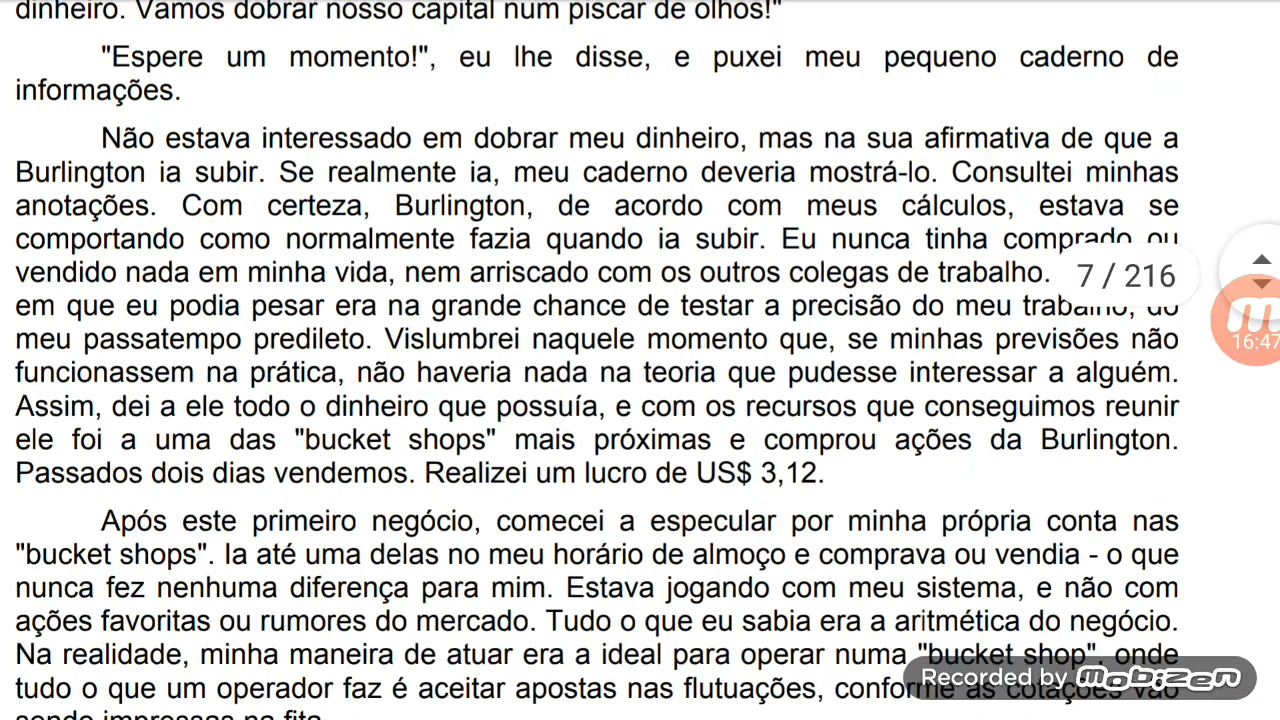 dinheiro. Vamos dobrar nosso capital num piscar de olhos!"
"Espere um momento!", eu lhe disse, e puxei meu pequeno caderno de
informações.
Não estava interessado em dobrar meu dinheiro, mas na sua afirmativa de que a
Burlington ia subir. Se realmente ia, meu caderno deveria mostrá-lo. Consultei minhas
anotações. Com certeza, Burlington, de acordo com meus cálculos, estava se
comportando como normalmente fazia quando ia subir. Eu nunca tinha comprado ou
vendido nada em minha vida, nem arriscado com os outros colegas de trabalho.
7 / 216
em que eu podia pesar era na grande chance de testar a precisão do meu trabalho, do
meu passatempo predileto. Vislumbrei naquele momento que, se minhas previsões não
16:47
funcionassem na prática, não haveria nada na teoria que pudesse interessar a alguém.
Assim, dei a ele todo o dinheiro que possuía, e com os recursos que conseguimos reunir
ele foi a uma das "bucket shops" mais próximas e comprou ações da Burlington.
Passados dois dias vendemos. Realizei um lucro de US$ 3,12.
Após este primeiro negócio, comecei a especular por minha própria conta nas
"bucket shops". Ia até uma delas no meu horário de almoço e comprava ou vendia - o que
nunca fez nenhuma diferença para mim. Estava jogando com meu sistema, e não com
ações favoritas ou rumores do mercado. Tudo o que eu sabia era a aritmética do negócio.
Na realidade, minha maneira de atuar era a ideal para operar numa "bucket shop", onde
tudo o que um operador faz é aceitar apostas nas flutuações, conforme as cotações vão
Recorded by mobizen
sendo impressas na fita.